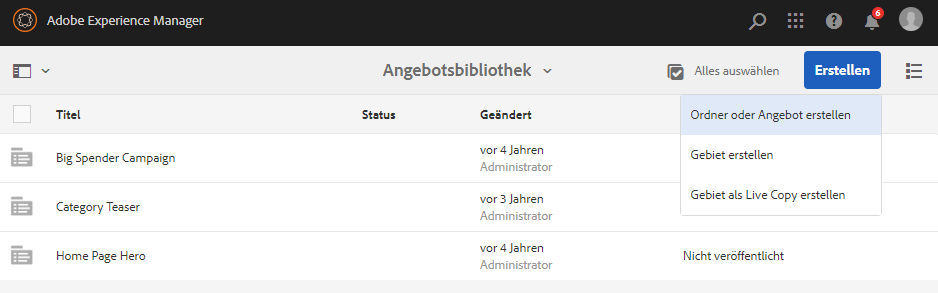 Adobe Experience Manager
6
Angebotsbibliothek
Alles auswählen
Erstellen
Titel
Status
Geändert
Ordner oder Angebot erstellen
Gebiet erstellen
Gebiet als Live Copy erstellen
Big Spender Campaign
vor 4 Jahren
Administrator
Category Teaser
vor 3 Jahren
Administrator
Home Page Hero
vor 4 Jahren
Administrator
Nicht veröffentlicht